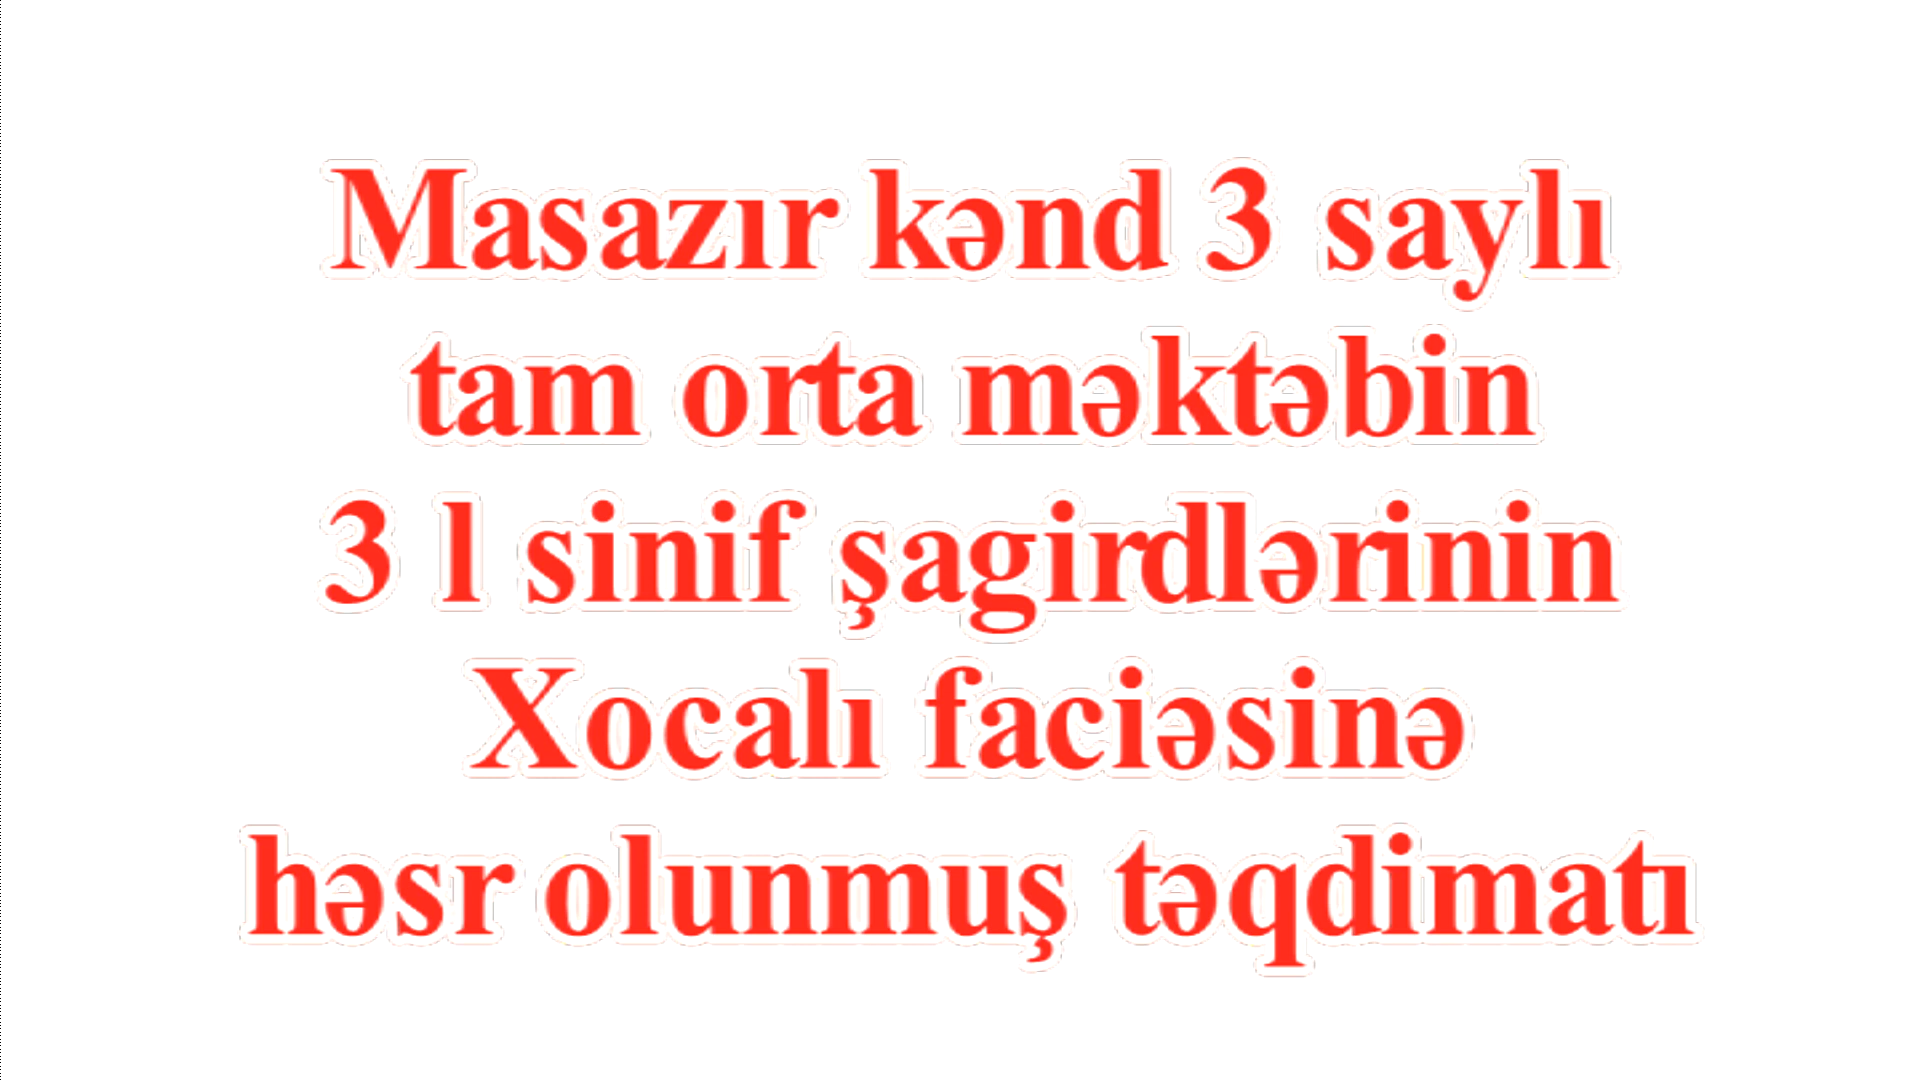 Masazır kənd 3 saylı
tam orta məktəbin
3 l sinif şagirdlərinin
Xocalı faciəsinə
həsr olunmuş təqdimatı